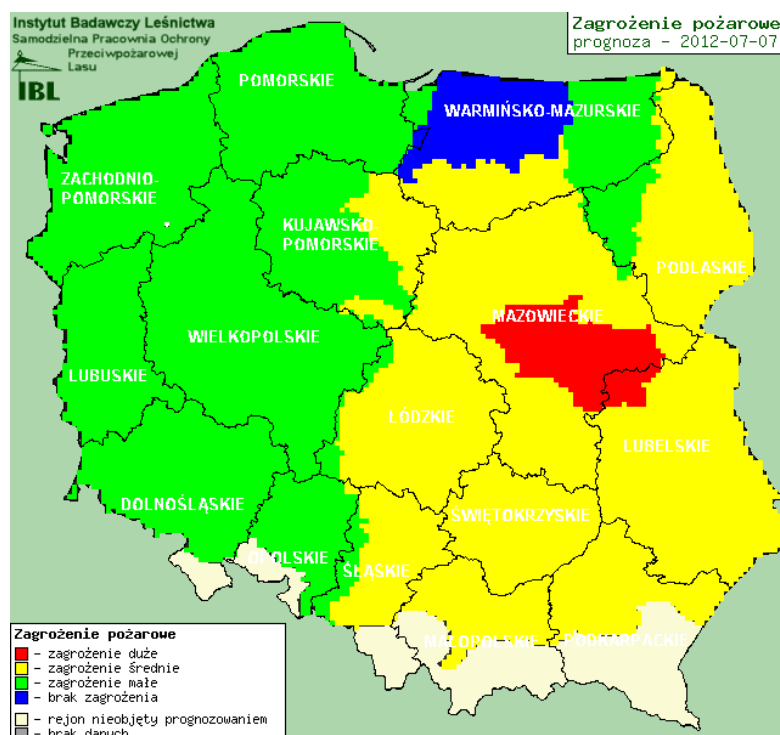 Instytut Badawczy Leśnictwa
Samodzielna Pracownia Ochrony
Przeciwpożarowej
Lasu
IBL
Zagrożenie pożarowe
prognoza - 2012-07-07
POMORSKIE
WARMIŃSKO-MAZURSKIE
ZACHODNIO-
POMORSKIE
KUJAWSKO-
POMORSKIE
PODLASKIE
MAZOWIECKIE
WIELKOPOLSKIE
LUBUSKIE
ŁÓDZKIE
LUBELSKIE
DOLNOŚLĄSKIE
ŚWIĘTOKRZYSKIE
OPOLSKIE
ŚLĄSKIE
MAŁOPOLSKIE
PODKARPACKIE
Zagrożenie pożarowe
- zagrożenie duże
- zagrożenie średnie
- zagrożenie małe
- brak zagrożenia
- rejon nieobjęty prognozowaniem
- brak danych